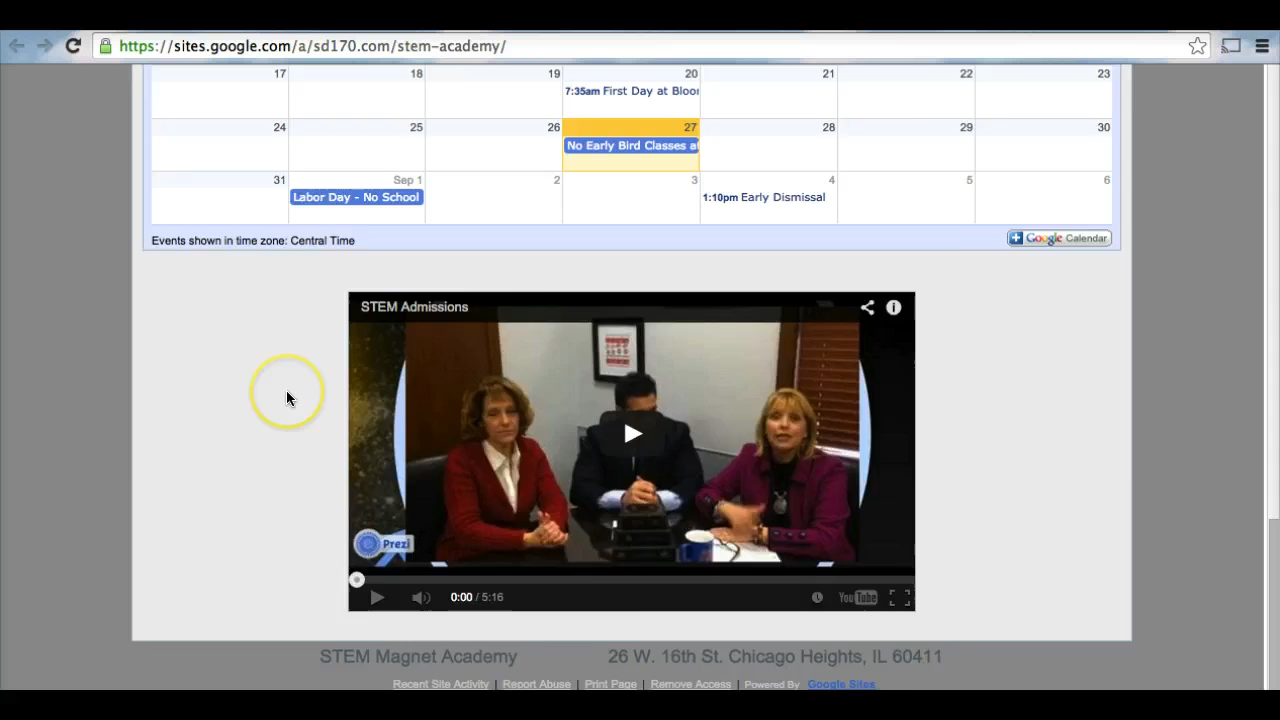 https://sites.google.com/a/sd170.com/stem-academy/
17 18 19 20 21 22 23
7:35am First Day at Bloo
24 25 26 27 28 29 30
No Early Bird Classes a
31 Sep 1 2 3 4 5 6
Labor Day - No School 1:10pm Early Dismissal
Events shown in time zone: Central Time Google Calendar
STEM Admissions
Prezi
0:00 / 5:16 YouTube
STEM Magnet Academy 26 W. 16th St. Chicago Heights, IL 60411
Recent Site Activity | Report Abuse | Print Page | Remove Access | Powered By Google Sites